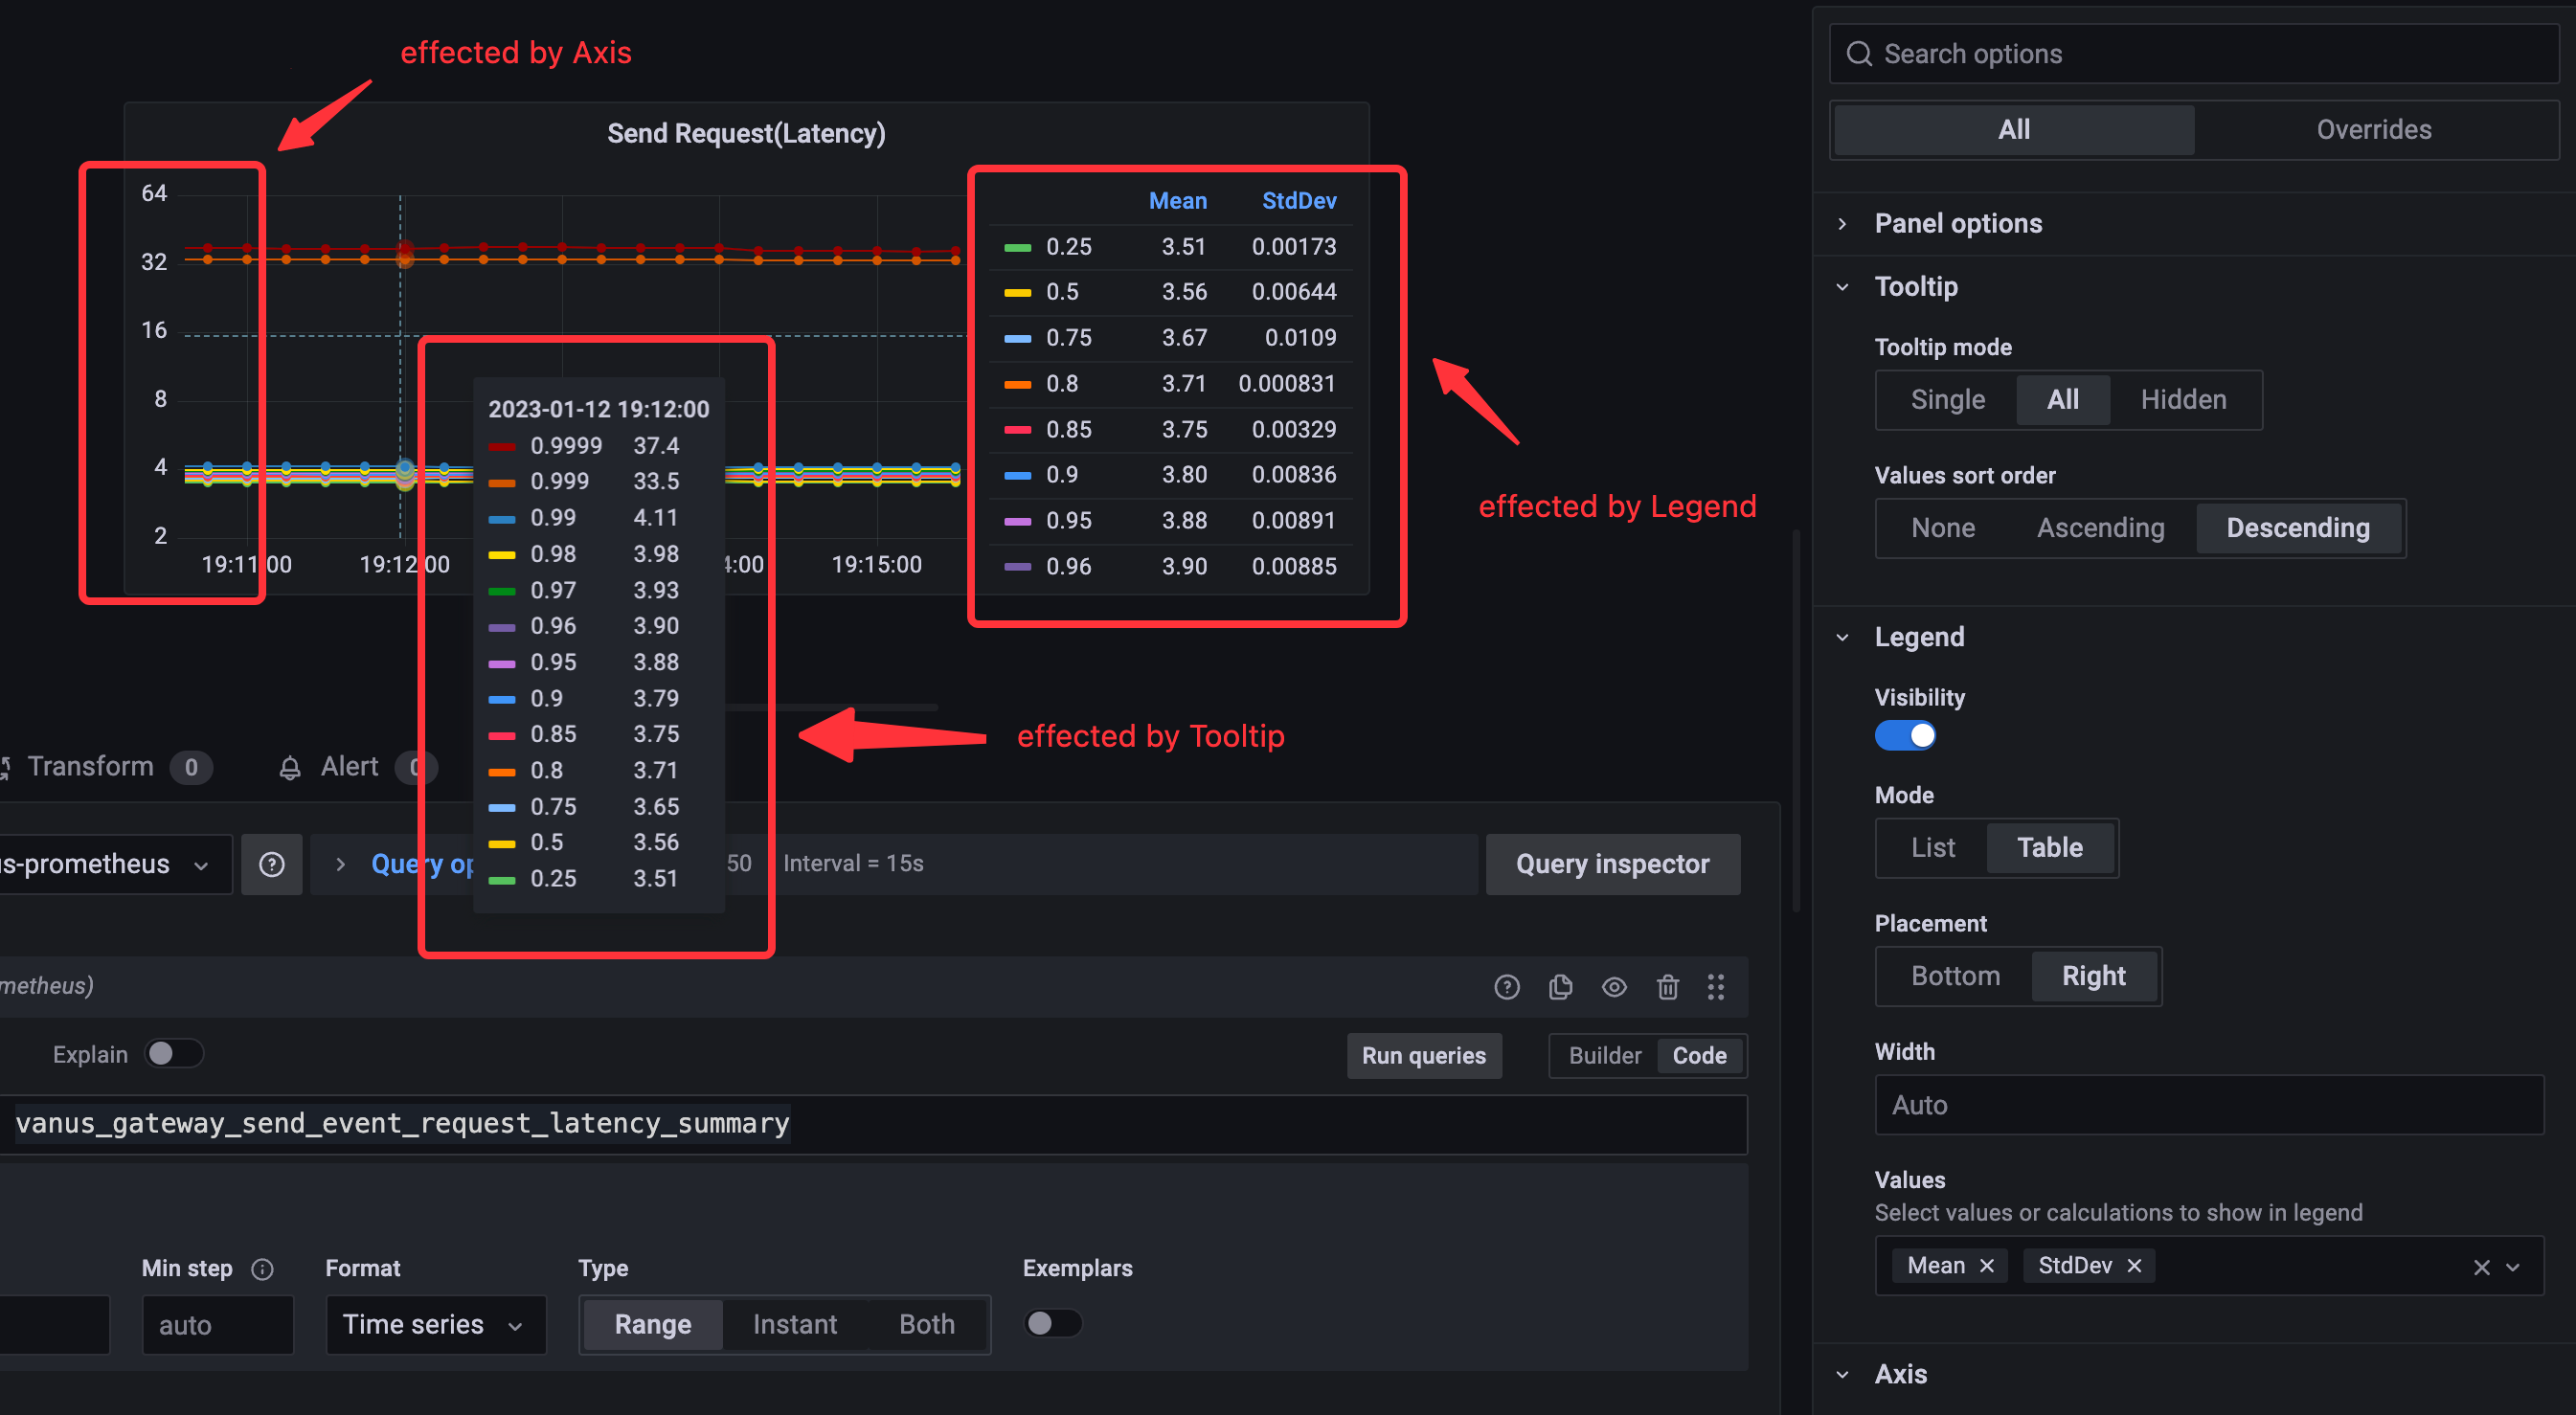 effected by Axis
Send Request(Latency)
64
32
16
8
4
2
19:11:00
19:12:00
4:00
19:15:00
Mean StdDev
0.25 3.51 0.00173
0.5 3.56 0.00644
0.75 3.67 0.0109
0.8 3.71 0.000831
0.85 3.75 0.00329
0.9 3.80 0.00836
0.95 3.88 0.00891
0.96 3.90 0.00885
effected by Legend
2023-01-12 19:12:00
0.9999 37.4
0.999 33.5
0.99 4.11
0.98 3.98
0.97 3.93
0.96 3.90
0.95 3.88
0.9 3.79
0.85 3.75
0.8 3.71
0.75 3.65
0.5 3.56
0.25 3.51
effected by Tooltip
Transform 0
Alert 0
s-prometheus
Query op
50
Interval = 15s
Query inspector
metheus)
Explain
Run queries
Builder
Code
vanus_gateway_send_event_request_latency_summary
Min step
Format
Type
Exemplars
auto
Time series
Range
Instant
Both
Search options
All
Overrides
Panel options
Tooltip
Tooltip mode
Single
All
Hidden
Values sort order
None
Ascending
Descending
Legend
Visibility
Mode
List
Table
Placement
Bottom
Right
Width
Auto
Values
Select values or calculations to show in legend
Mean
StdDev
Axis